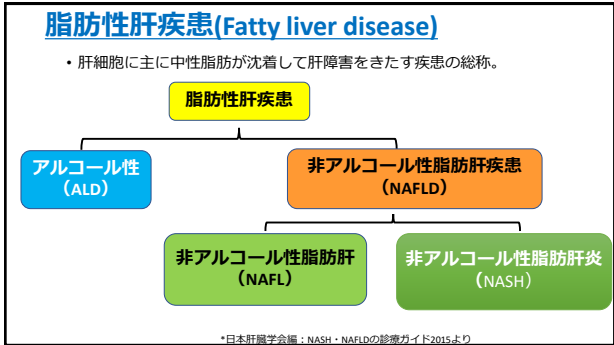 脂肪性肝疾患(Fatty liver disease)
• 肝細胞に主に中性脂肪が沈着して肝障害をきたす疾患の総称。
脂肪性肝疾患
アルコール性
（ALD）
非アルコール性脂肪肝疾患
（NAFLD）
非アルコール性脂肪肝
（NAFL）
非アルコール性脂肪肝炎
（NASH）
*日本肝臓学会編：NASH・NAFLDの診療ガイド2015より